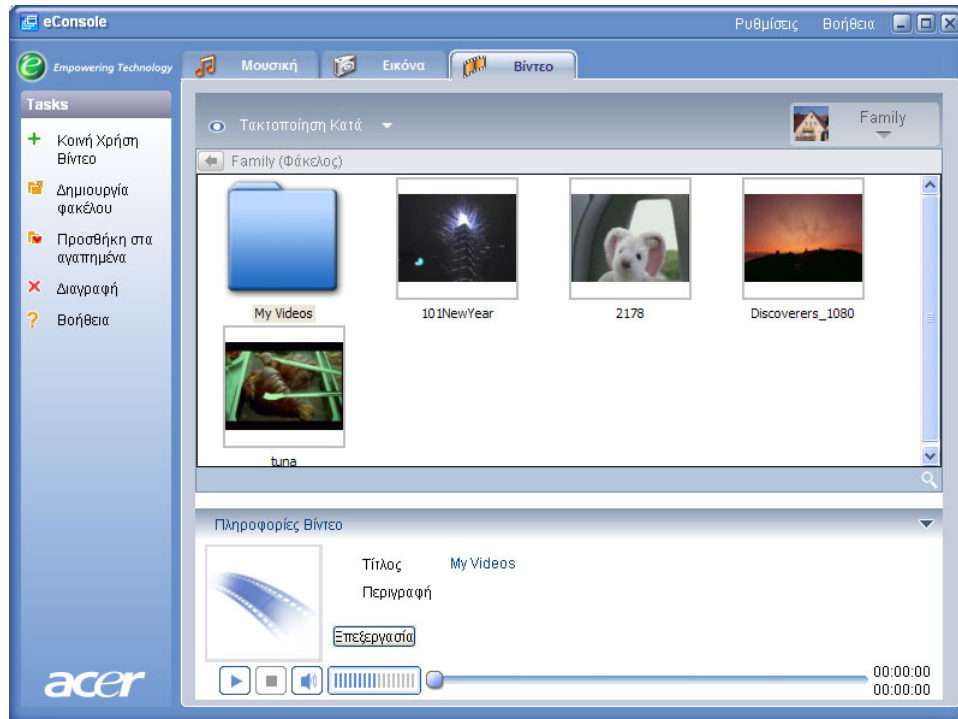 eConsole
Ρυθμίσεις Βοήθεια
Empowering Technology
Μουσική Εικόνα Βίντεο
Tasks
Κοινή Χρήση
Βίντεο
Δημιουργία
φακέλου
Προσθήκη στα
αγαπημένα
Διαγραφή
Βοήθεια
Τακτοποίηση Κατά
Family
Family (Φάκελος)
My Videos 101NewYear 2178 Discoverers_1080
tuna
Πληροφορίες Βίντεο
Τίτλος My Videos
Περιγραφή
Επεξεργασία
00:00:00
00:00:00
acer